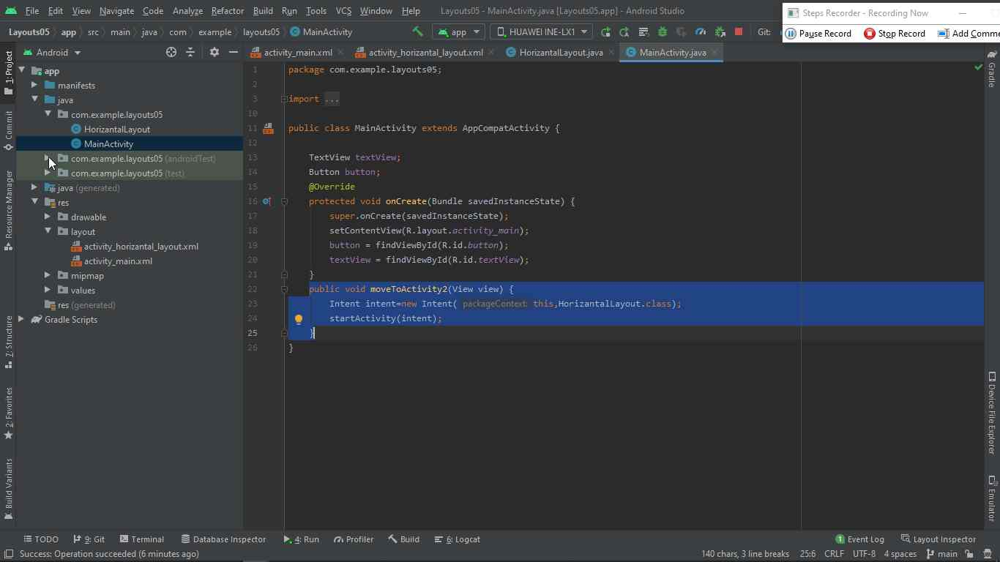 File Edit View Navigate Code Analyze Refactor Build Run Tools VCS Window Help Layouts05 - MainActivity.java [Layouts05.app] - Android Studio
Steps Recorder - Recording Now
Pause Record Stop Record Add Comme
Layouts05 app src main java com example layouts05 MainActivity app HUAWEI INE-LX1 Git:
Android
activity_main.xml activity_horizantal_layout.xml HorizantalLayout.java MainActivity.java
1: Project
Commit
Resource Manager
7: Structure
2: Favorites
Build Variants
app
manifests
java
com.example.layouts05
HorizantalLayout
MainActivity
com.example.layouts05 (androidTest)
com.example.layouts05 (test)
java (generated)
res
drawable
layout
activity_horizantal_layout.xml
activity_main.xml
mipmap
values
res (generated)
Gradle Scripts
1 package com.example.layouts05;
2
3 import ...
10
11 public class MainActivity extends AppCompatActivity {
12
13 TextView textView;
14 Button button;
15 @Override
16 protected void onCreate(Bundle savedInstanceState) {
17 super.onCreate(savedInstanceState);
18 setContentView(R.layout.activity_main);
19 button = findViewById(R.id.button);
20 textView = findViewById(R.id.textView);
21 }
22 public void moveToActivity2(View view) {
23 Intent intent=new Intent( packageContext: this,HorizantalLayout.class);
24 startActivity(intent);
25 }
26 }
Gradle
Device File Explorer
Emulator
TODO 9: Git Terminal Database Inspector 4: Run Profiler Build 6: Logcat 1 Event Log Layout Inspector
Success: Operation succeeded (6 minutes ago) 140 chars, 3 line breaks 25:6 CRLF UTF-8 4 spaces main